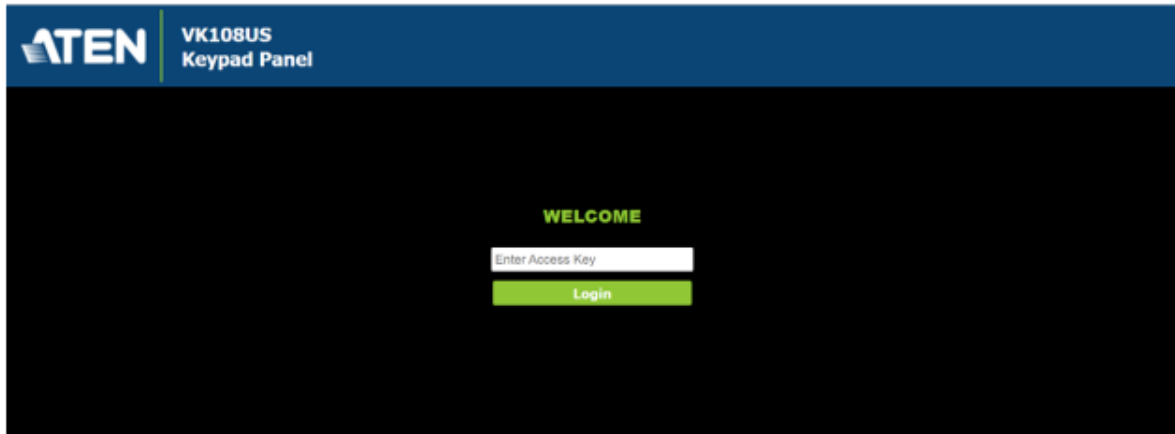 ATEN
VK108US
Keypad Panel
WELCOME
Enter Access Key
Login